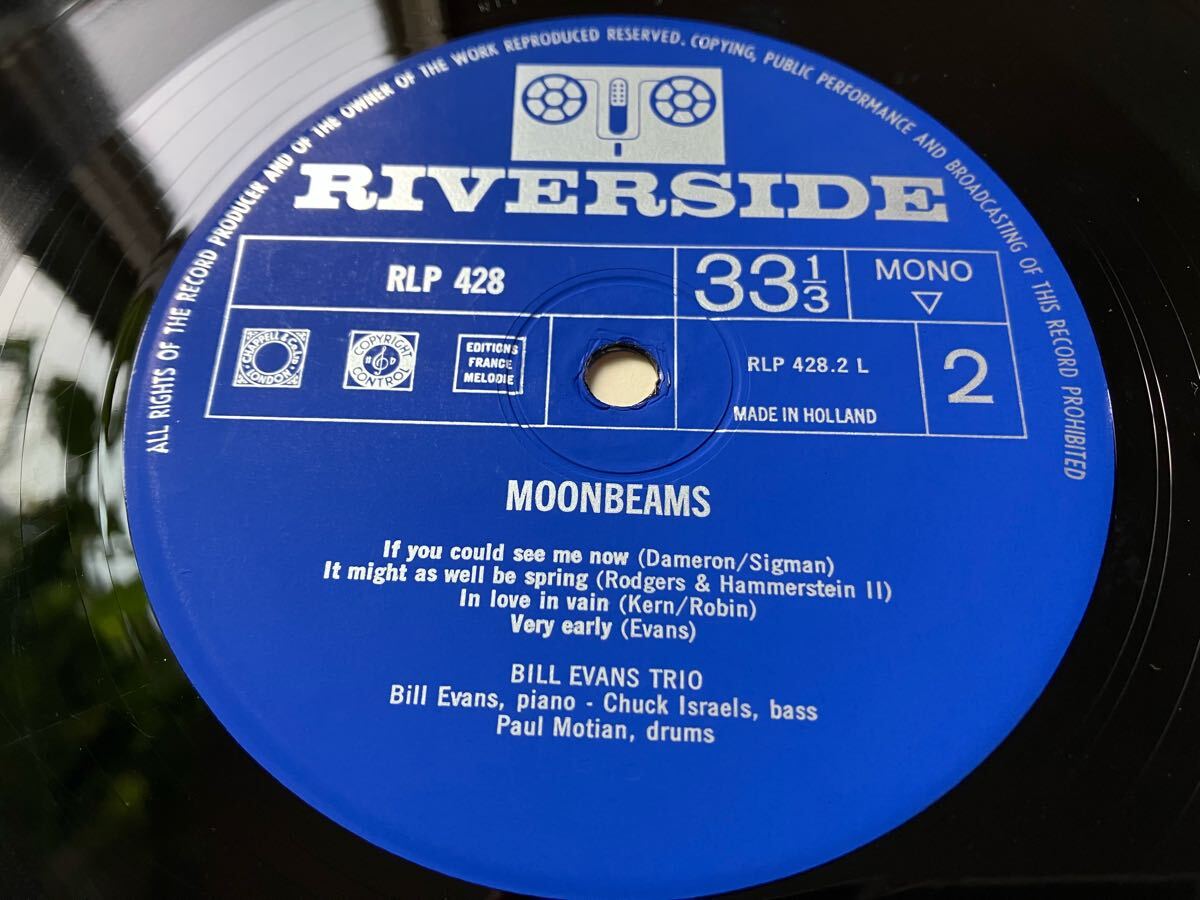 ALL RIGHTS OF THE RECORD PRODUCER AND OF THE OWNER OF THE WORK REPRODUCED RESERVED. COPYING, PUBLIC PERFORMANCE AND BROADCASTING OF THIS RECORD PROHIBITED
RIVERSIDE
RLP 428
33 1/3
MONO
CHAPPELL & CO. LTD
LONDON
COPYRIGHT
CONTROL
EDITIONS
FRANCE
MELODIE
RLP 428.2 L
2
MADE IN HOLLAND
MOONBEAMS
If you could see me now (Dameron/Sigman)
It might as well be spring (Rodgers & Hammerstein II)
In love in vain (Kern/Robin)
Very early (Evans)
BILL EVANS TRIO
Bill Evans, piano - Chuck Israels, bass
Paul Motian, drums